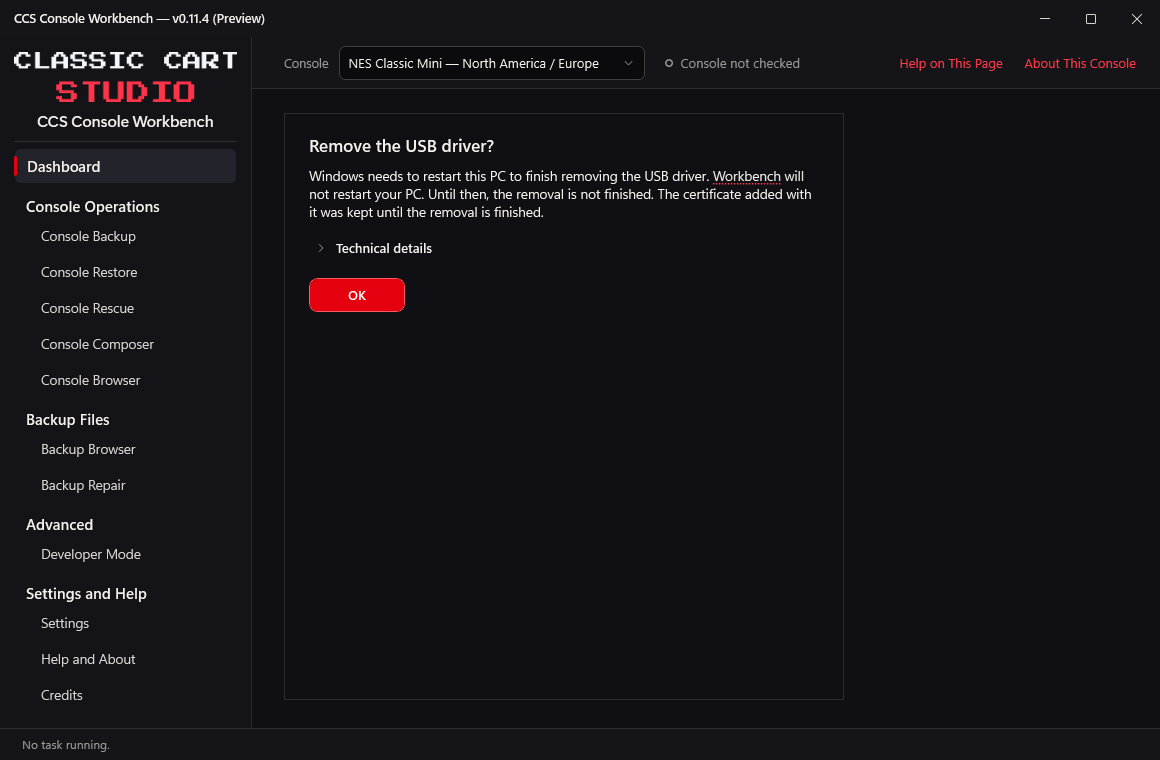 CCS Console Workbench — v0.11.4 (Preview)
CLASSIC CART
STUDIO
CCS Console Workbench
Dashboard
Console Operations
Console Backup
Console Restore
Console Rescue
Console Composer
Console Browser
Backup Files
Backup Browser
Backup Repair
Advanced
Developer Mode
Settings and Help
Settings
Help and About
Credits
Console
NES Classic Mini — North America / Europe
Console not checked
Help on This Page
About This Console
Remove the USB driver?
Windows needs to restart this PC to finish removing the USB driver. Workbench will
not restart your PC. Until then, the removal is not finished. The certificate added with
it was kept until the removal is finished.
Technical details
OK
No task running.